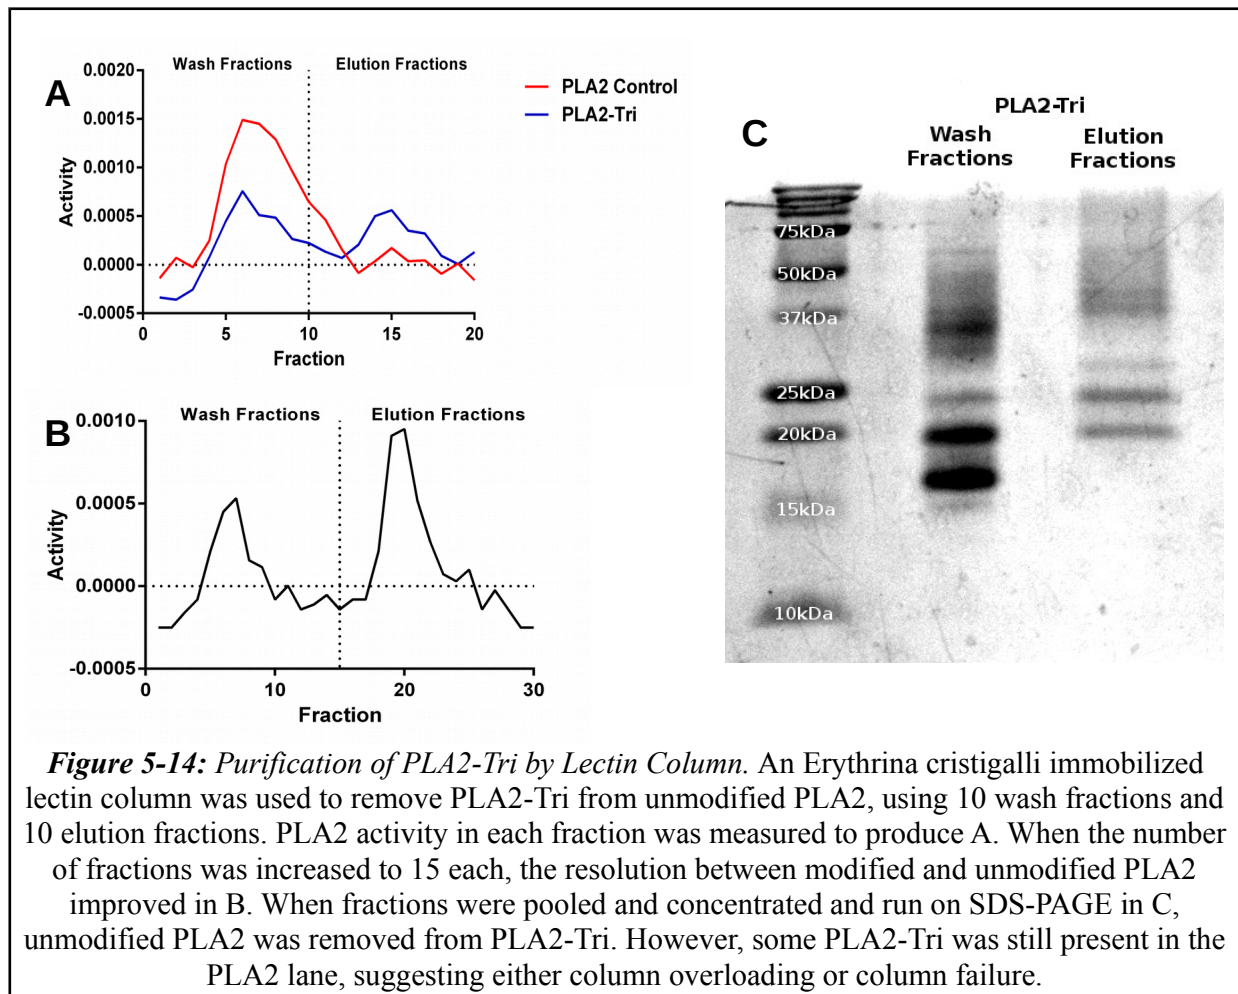 A
Wash Fractions
Elution Fractions
0.0020
0.0015
0.0010
0.0005
0.0000
-0.0005
Activity
0 5 10 15 20
Fraction
PLA2 Control
PLA2-Tri
B
Wash Fractions
Elution Fractions
0.0010
0.0005
0.0000
-0.0005
Activity
0 10 20 30
Fraction
C
PLA2-Tri
Wash Fractions
Elution Fractions
75kDa
50kDa
37kDa
25kDa
20kDa
15kDa
10kDa
Figure 5-14: Purification of PLA2-Tri by Lectin Column. An Erythrina cristigalli immobilized
lectin column was used to remove PLA2-Tri from unmodified PLA2, using 10 wash fractions and
10 elution fractions. PLA2 activity in each fraction was measured to produce A. When the number
of fractions was increased to 15 each, the resolution between modified and unmodified PLA2
improved in B. When fractions were pooled and concentrated and run on SDS-PAGE in C,
unmodified PLA2 was removed from PLA2-Tri. However, some PLA2-Tri was still present in the
PLA2 lane, suggesting either column overloading or column failure.